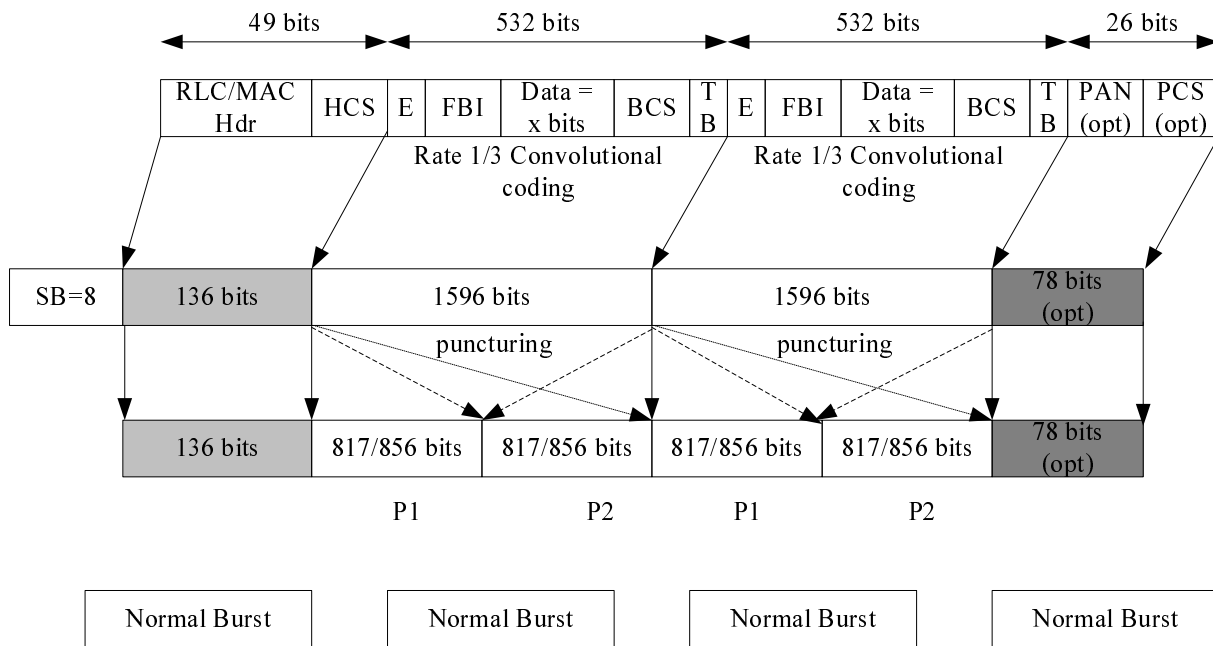 49 bits
532 bits
532 bits
26 bits
RLC/MAC
Hdr
HCS
E
FBI
Data =
x bits
BCS
T
B
E
FBI
Data =
x bits
BCS
T
B
PAN
(opt)
PCS
(opt)
Rate 1/3 Convolutional
coding
Rate 1/3 Convolutional
coding
SB=8
136 bits
1596 bits
1596 bits
78 bits
(opt)
puncturing
puncturing
136 bits
817/856 bits
817/856 bits
817/856 bits
817/856 bits
78 bits
(opt)
P1
P2
P1
P2
Normal Burst
Normal Burst
Normal Burst
Normal Burst